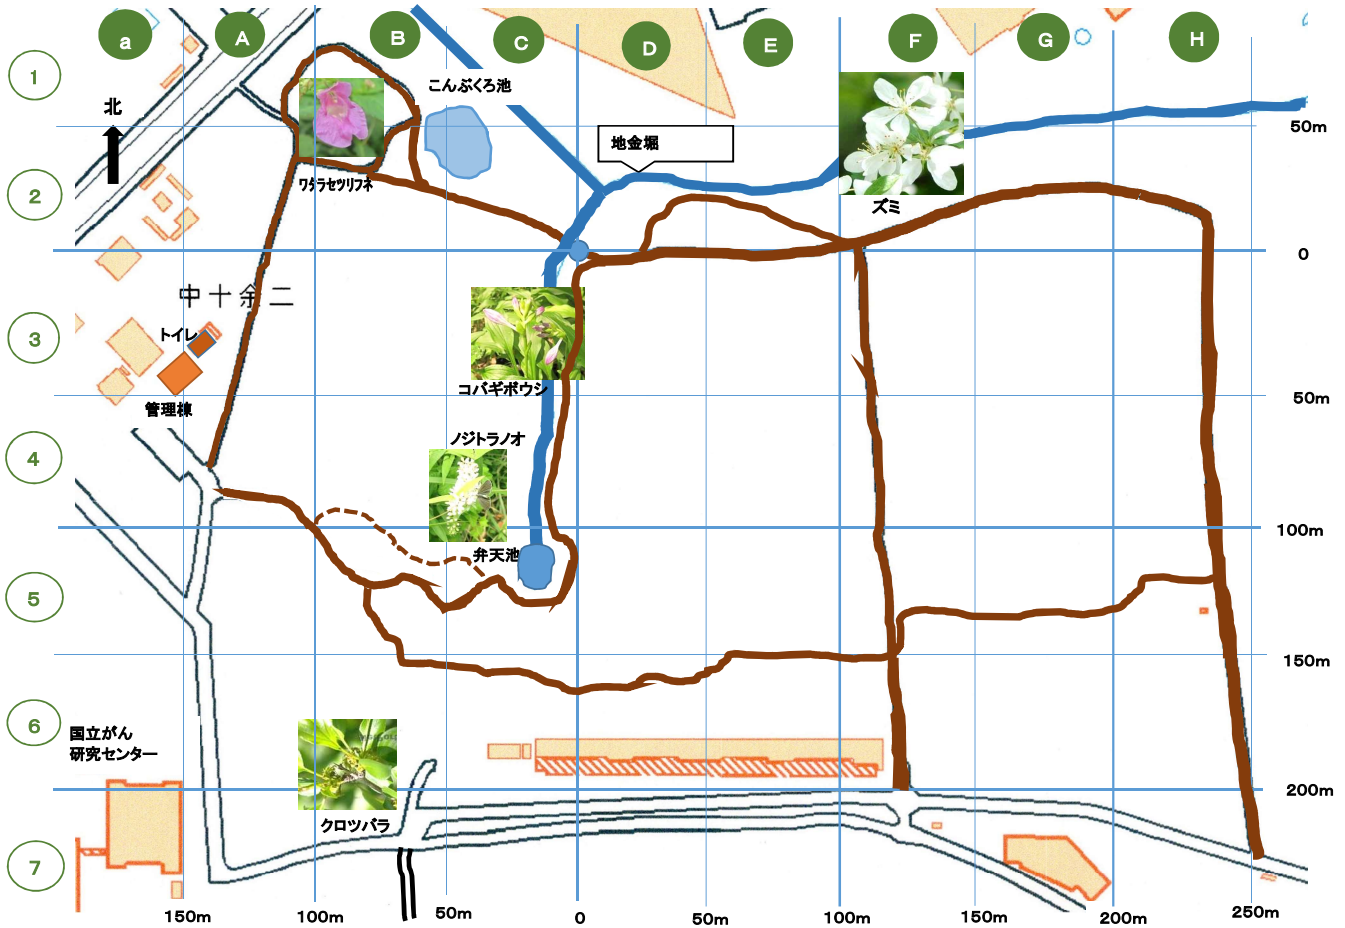 a
A
B
C
D
E
F
G
H
1
北
こんぶくろ池
50m
地金堀
2
ワタラセツリフネ
ズミ
0
中十余二
3
トイレ
コバギボウシ
管理棟
50m
4
ノジトラノオ
100m
弁天池
5
150m
6
国立がん
研究センター
200m
クロツバラ
7
150m
100m
50m
0
50m
100m
150m
200m
250m